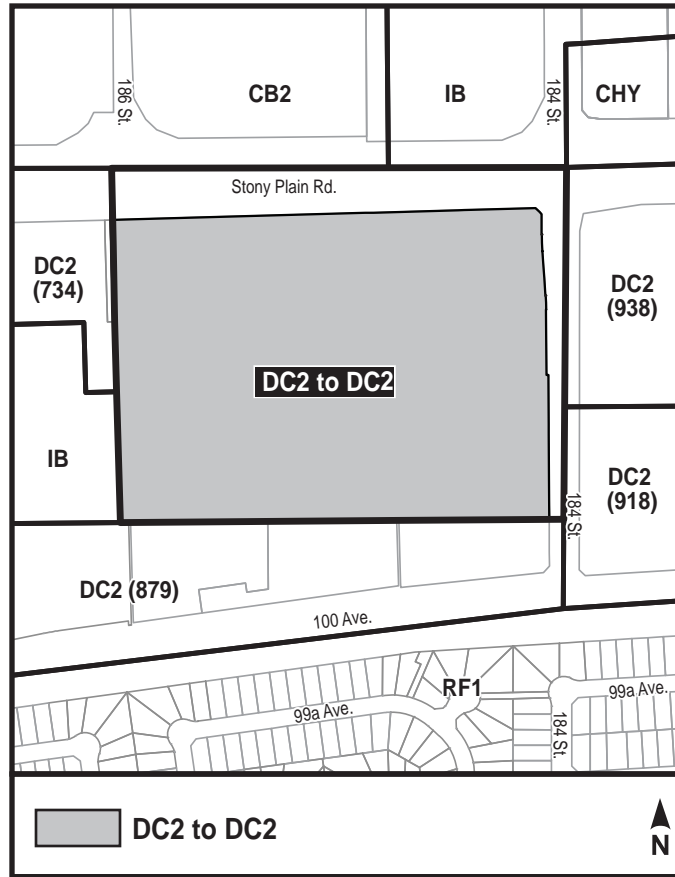 186 St.
CB2
IB
184 St.
CHY
Stony Plain Rd.
DC2
(734)
DC2
(938)
DC2 to DC2
IB
DC2
(918)
184 St.
DC2 (879)
100 Ave.
RF1
99a Ave.
99a Ave.
184 St.
DC2 to DC2
N